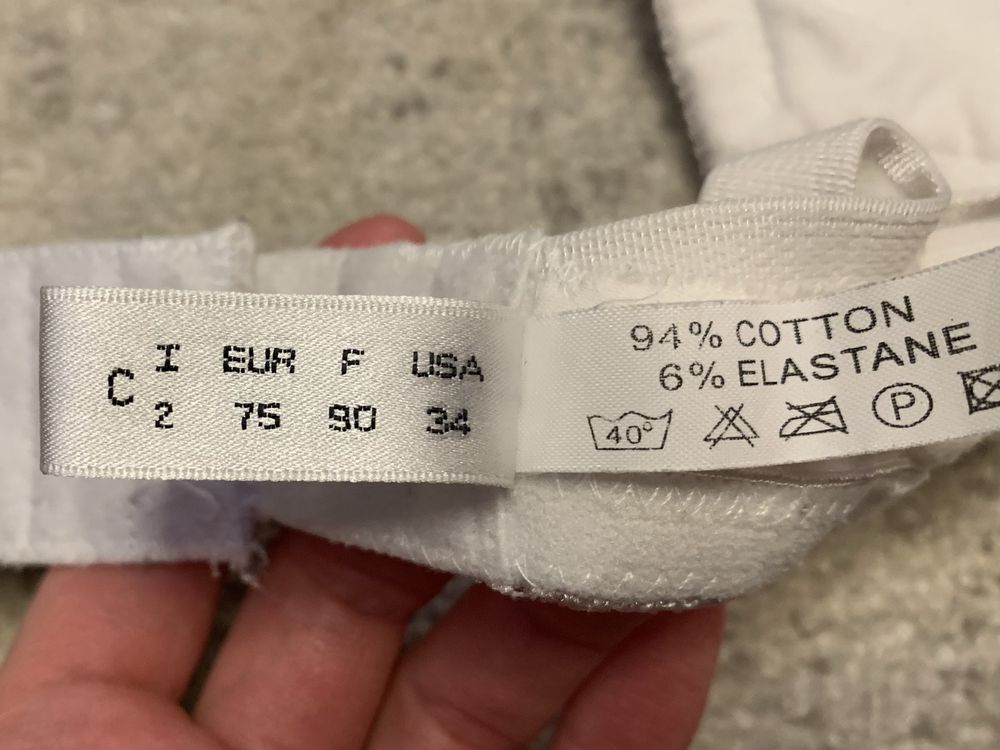 C
I EUR F USA
2 75 90 34
94% COTTON
6% ELASTANE
40°
P